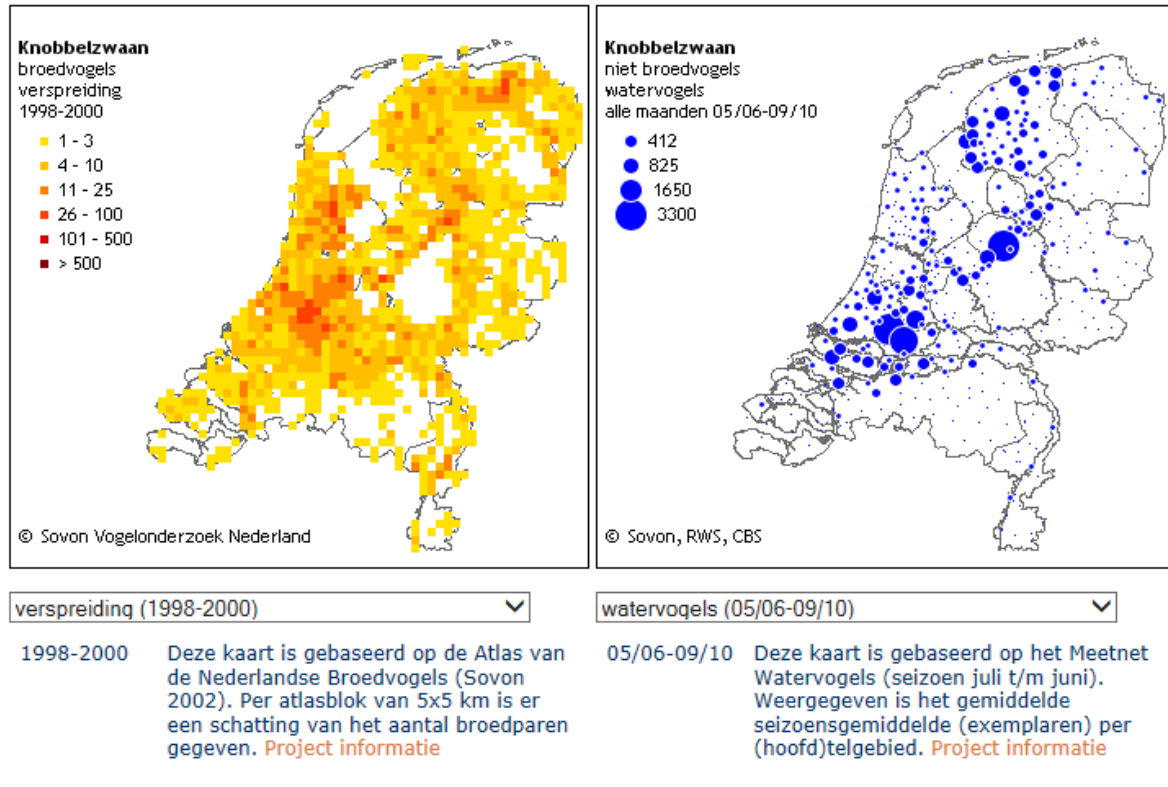 Knobbelzwaan
broedvogels
verspreiding
1998-2000
1 - 3
4 - 10
11 - 25
26 - 100
101 - 500
> 500
© Sovon Vogelonderzoek Nederland
Knobbelzwaan
niet broedvogels
watervogels
alle maanden 05/06-09/10
412
825
1650
3300
© Sovon, RWS, CBS
verspreiding (1998-2000)
watervogels (05/06-09/10)
1998-2000 Deze kaart is gebaseerd op de Atlas van
de Nederlandse Broedvogels (Sovon
2002). Per atlasblok van 5x5 km is er
een schatting van het aantal broedparen
gegeven. Project informatie
05/06-09/10 Deze kaart is gebaseerd op het Meetnet
Watervogels (seizoen juli t/m juni).
Weergegeven is het gemiddelde
seizoensgemiddelde (exemplaren) per
(hoofd)telgebied. Project informatie